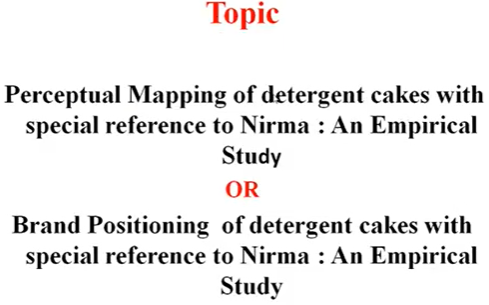 Topic
Perceptual Mapping of detergent cakes with
special reference to Nirma : An Empirical
Study
OR
Brand Positioning of detergent cakes with
special reference to Nirma : An Empirical
Study